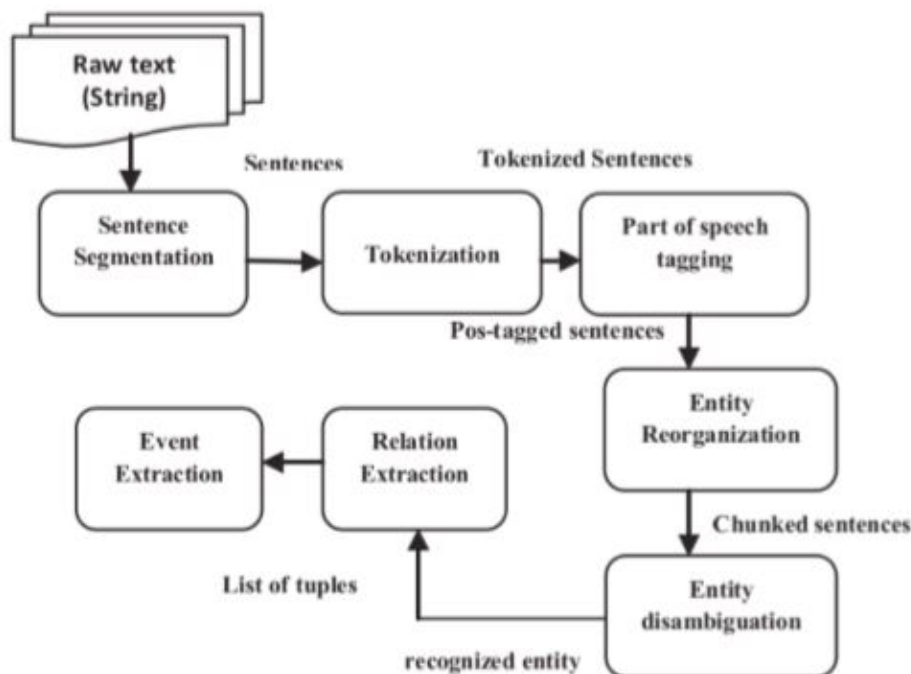 Raw text
(String)
Sentences
Tokenized Sentences
Sentence
Segmentation
Tokenization
Part of speech
tagging
Pos-tagged sentences
Entity
Reorganization
Event
Extraction
Relation
Extraction
Chunked sentences
List of tuples
Entity
disambiguation
recognized entity